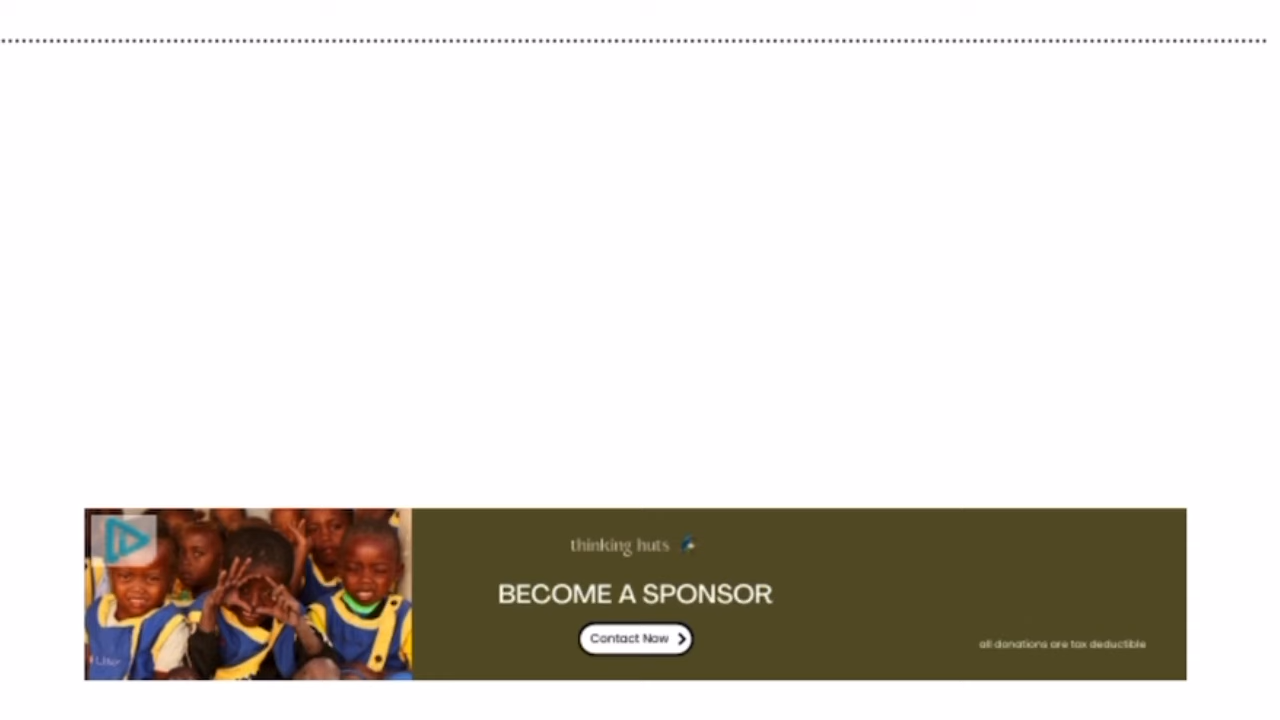 thinking huts
BECOME A SPONSOR
Contact Now
all donations are tax deductible